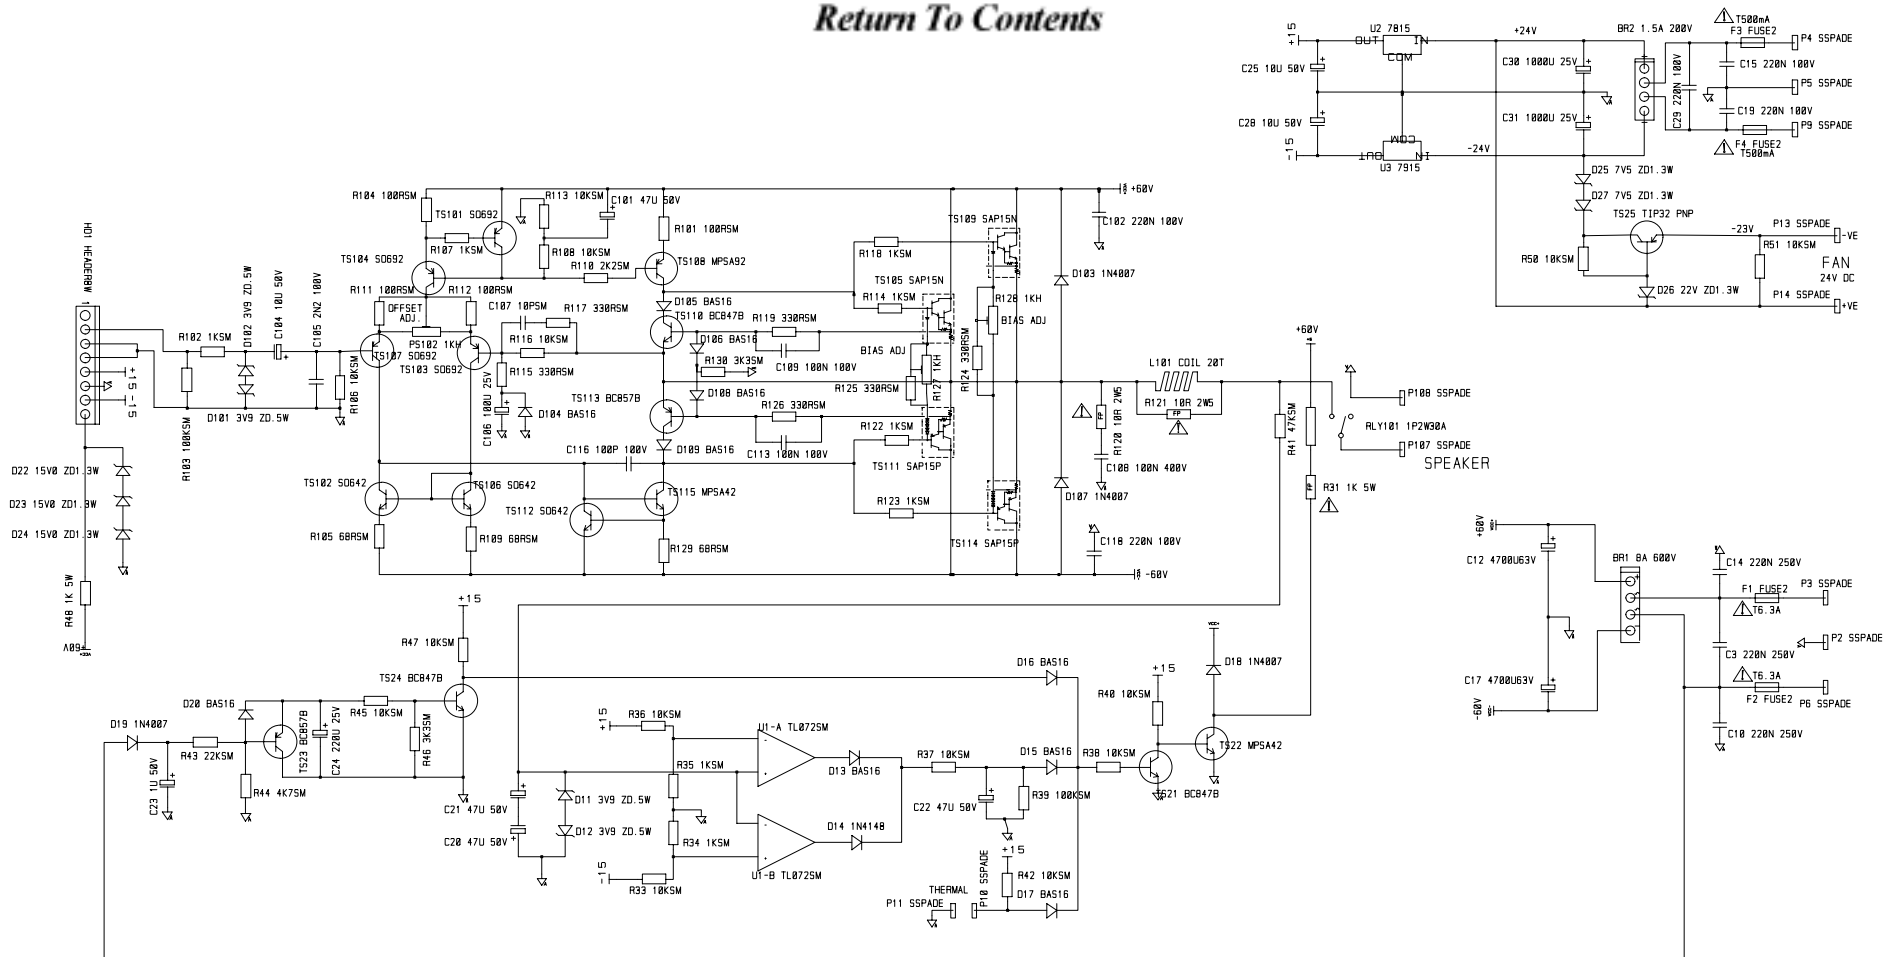 Return To Contents
T500mA
F3 FUSE2
P4 SSPADE
BR2 1.5A 200V
U2 7815
+15
OUT
IN
COM
+24V
C25 10U 50V
C30 1000U 25V
C29 220N 100V
C15 220N 100V
P5 SSPADE
C28 10U 50V
C31 1000U 25V
C19 220N 100V
P9 SSPADE
F4 FUSE2
T500mA
-15
OUT
COM
IN
U3 7915
-24V
D25 7V5 ZD1.3W
D27 7V5 ZD1.3W
TS25 TIP32 PNP
P13 SSPADE
-VE
-23V
R51 10KSM
R50 10KSM
FAN
24V DC
D26 22V ZD1.3W
P14 SSPADE
+VE
R104 100RSM
R113 10KSM
C101 47U 50V
+60V
TS101 SO692
R101 100RSM
TS109 SAP15N
C102 220N 100V
R107 1KSM
R108 10KSM
R118 1KSM
TS104 SO692
R110 2K2SM
TS108 MPSA92
TS105 SAP15N
D103 1N4007
HD1 HEADER8W
1
+15
-15
R111 100RSM
R112 100RSM
C107 10PSM
R117 330RSM
D105 BAS16
R114 1KSM
R128 1KH
OFFSET
ADJ.
TS110 BC847B
R119 330RSM
BIAS ADJ
D102 3V9 ZD.5W
C104 10U 50V
C105 2N2 100V
R102 1KSM
PS102 1KH
R116 10KSM
D106 BAS16
BIAS ADJ
R124 330RSM
TS107 SO692
TS103 SO692
R130 3K3SM
C109 100N 100V
R127 1KH
L101 COIL 20T
+60V
R106 10KSM
R115 330RSM
C106 100U 25V
D104 BAS16
TS113 BC857B
D108 BAS16
R125 330RSM
R121 10R 2W5
FP
P108 SSPADE
D101 3V9 ZD.5W
R103 100KSM
R126 330RSM
R122 1KSM
R120 10R 2W5
FP
R41 47KSM
RLY101 1P2W30A
P107 SSPADE
SPEAKER
C116 100P 100V
D109 BAS16
C113 100N 100V
TS111 SAP15P
C108 100N 400V
D22 15V0 ZD1.3W
D23 15V0 ZD1.3W
D24 15V0 ZD1.3W
TS102 SO642
TS106 SO642
TS115 MPSA42
R123 1KSM
D107 1N4007
R31 1K 5W
FP
TS112 SO642
TS114 SAP15P
R105 68RSM
R109 68RSM
R129 68RSM
C118 220N 100V
-60V
+60V
C12 4700U63V
BR1 8A 600V
C14 220N 250V
F1 FUSE2
P3 SSPADE
T6.3A
R48 1K 5W
+60V
+15
R47 10KSM
D16 BAS16
D18 1N4007
P2 SSPADE
C3 220N 250V
TS24 BC847B
+15
R40 10KSM
C17 4700U63V
-60V
T6.3A
F2 FUSE2
P6 SSPADE
D20 BAS16
D19 1N4007
R45 10KSM
R36 10KSM
+15
U1-A TL072SM
TS22 MPSA42
C10 220N 250V
R43 22KSM
TS23 BC857B
C24 220U 25V
R46 3K3SM
R35 1KSM
D13 BAS16
R37 10KSM
D15 BAS16
R38 10KSM
C23 1U 50V
R44 4K7SM
C21 47U 50V
D11 3V9 ZD.5W
C22 47U 50V
R39 100KSM
TS21 BC847B
C20 47U 50V
D12 3V9 ZD.5W
R34 1KSM
D14 1N4148
-15
R33 10KSM
U1-B TL072SM
+15
R42 10KSM
THERMAL
P11 SSPADE
P10 SSPADE
D17 BAS16